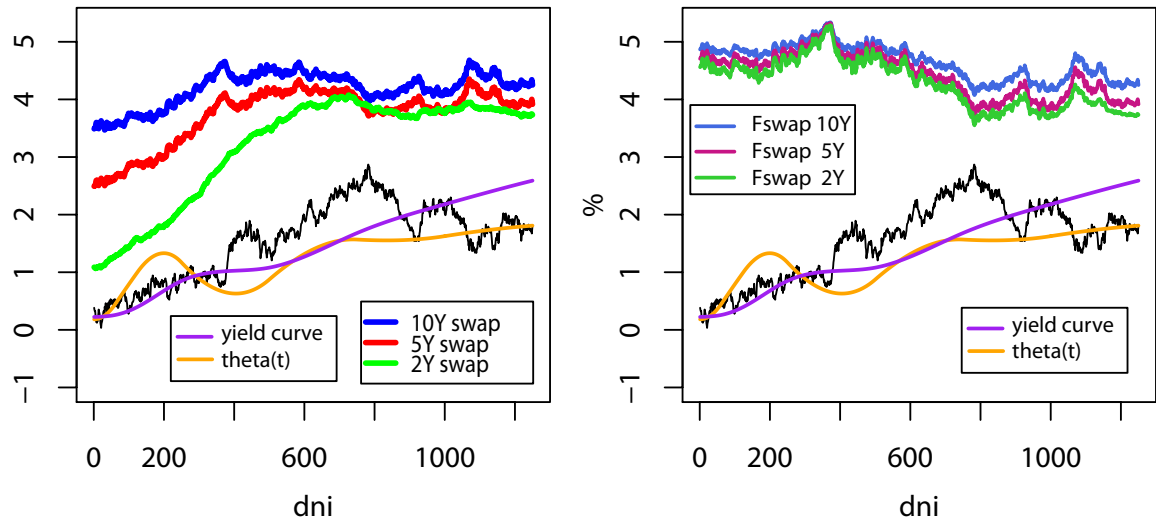 5
4
3
2
1
0
−1
yield curve
theta(t)
10Y swap
5Y swap
2Y swap
0 200 600 1000
dni
%
5
4
3
2
1
0
−1
Fswap 10Y
Fswap 5Y
Fswap 2Y
yield curve
theta(t)
0 200 600 1000
dni